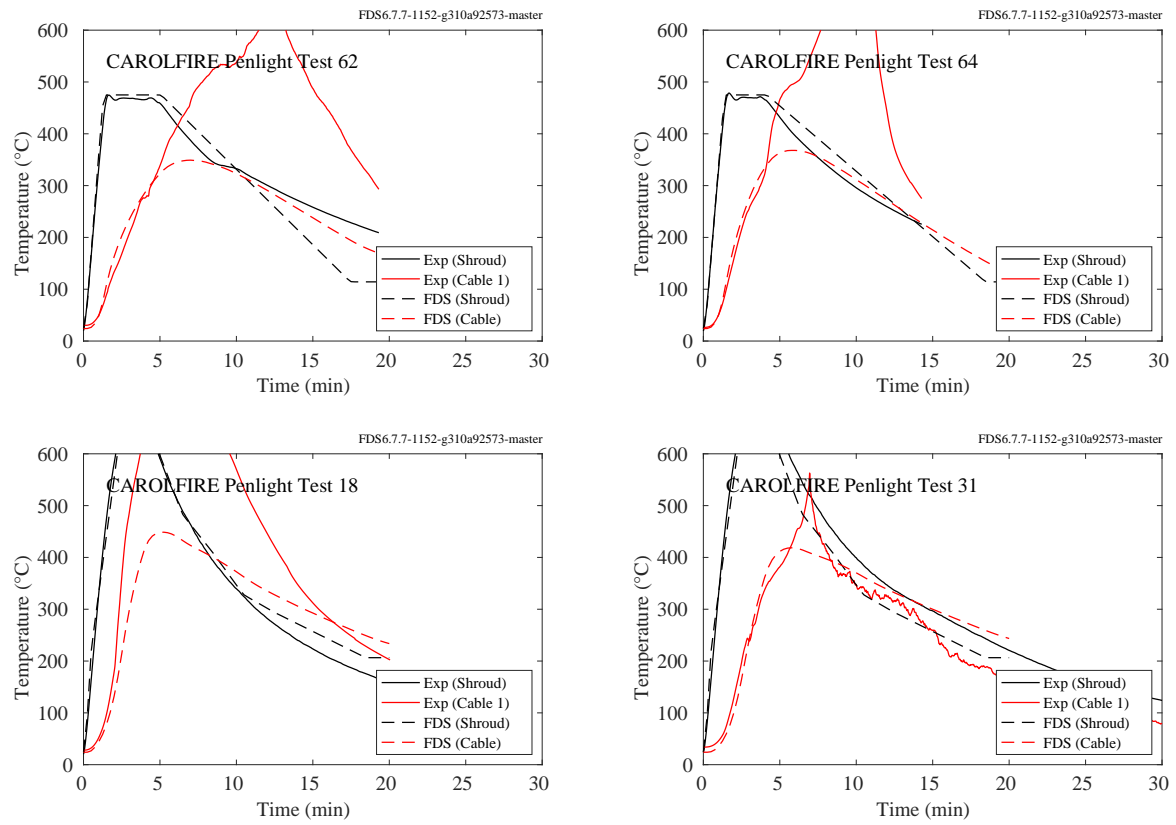 FDS6.7.7-1152-g310a92573-master
CAROLFIRE Penlight Test 62
Temperature (°C)
600
500
400
300
200
100
0
0 5 10 15 20 25 30
Time (min)
Exp (Shroud)
Exp (Cable 1)
FDS (Shroud)
FDS (Cable)
FDS6.7.7-1152-g310a92573-master
CAROLFIRE Penlight Test 64
Temperature (°C)
600
500
400
300
200
100
0
0 5 10 15 20 25 30
Time (min)
Exp (Shroud)
Exp (Cable 1)
FDS (Shroud)
FDS (Cable)
FDS6.7.7-1152-g310a92573-master
CAROLFIRE Penlight Test 18
Temperature (°C)
600
500
400
300
200
100
0
0 5 10 15 20 25 30
Time (min)
Exp (Shroud)
Exp (Cable 1)
FDS (Shroud)
FDS (Cable)
FDS6.7.7-1152-g310a92573-master
CAROLFIRE Penlight Test 31
Temperature (°C)
600
500
400
300
200
100
0
0 5 10 15 20 25 30
Time (min)
Exp (Shroud)
Exp (Cable 1)
FDS (Shroud)
FDS (Cable)